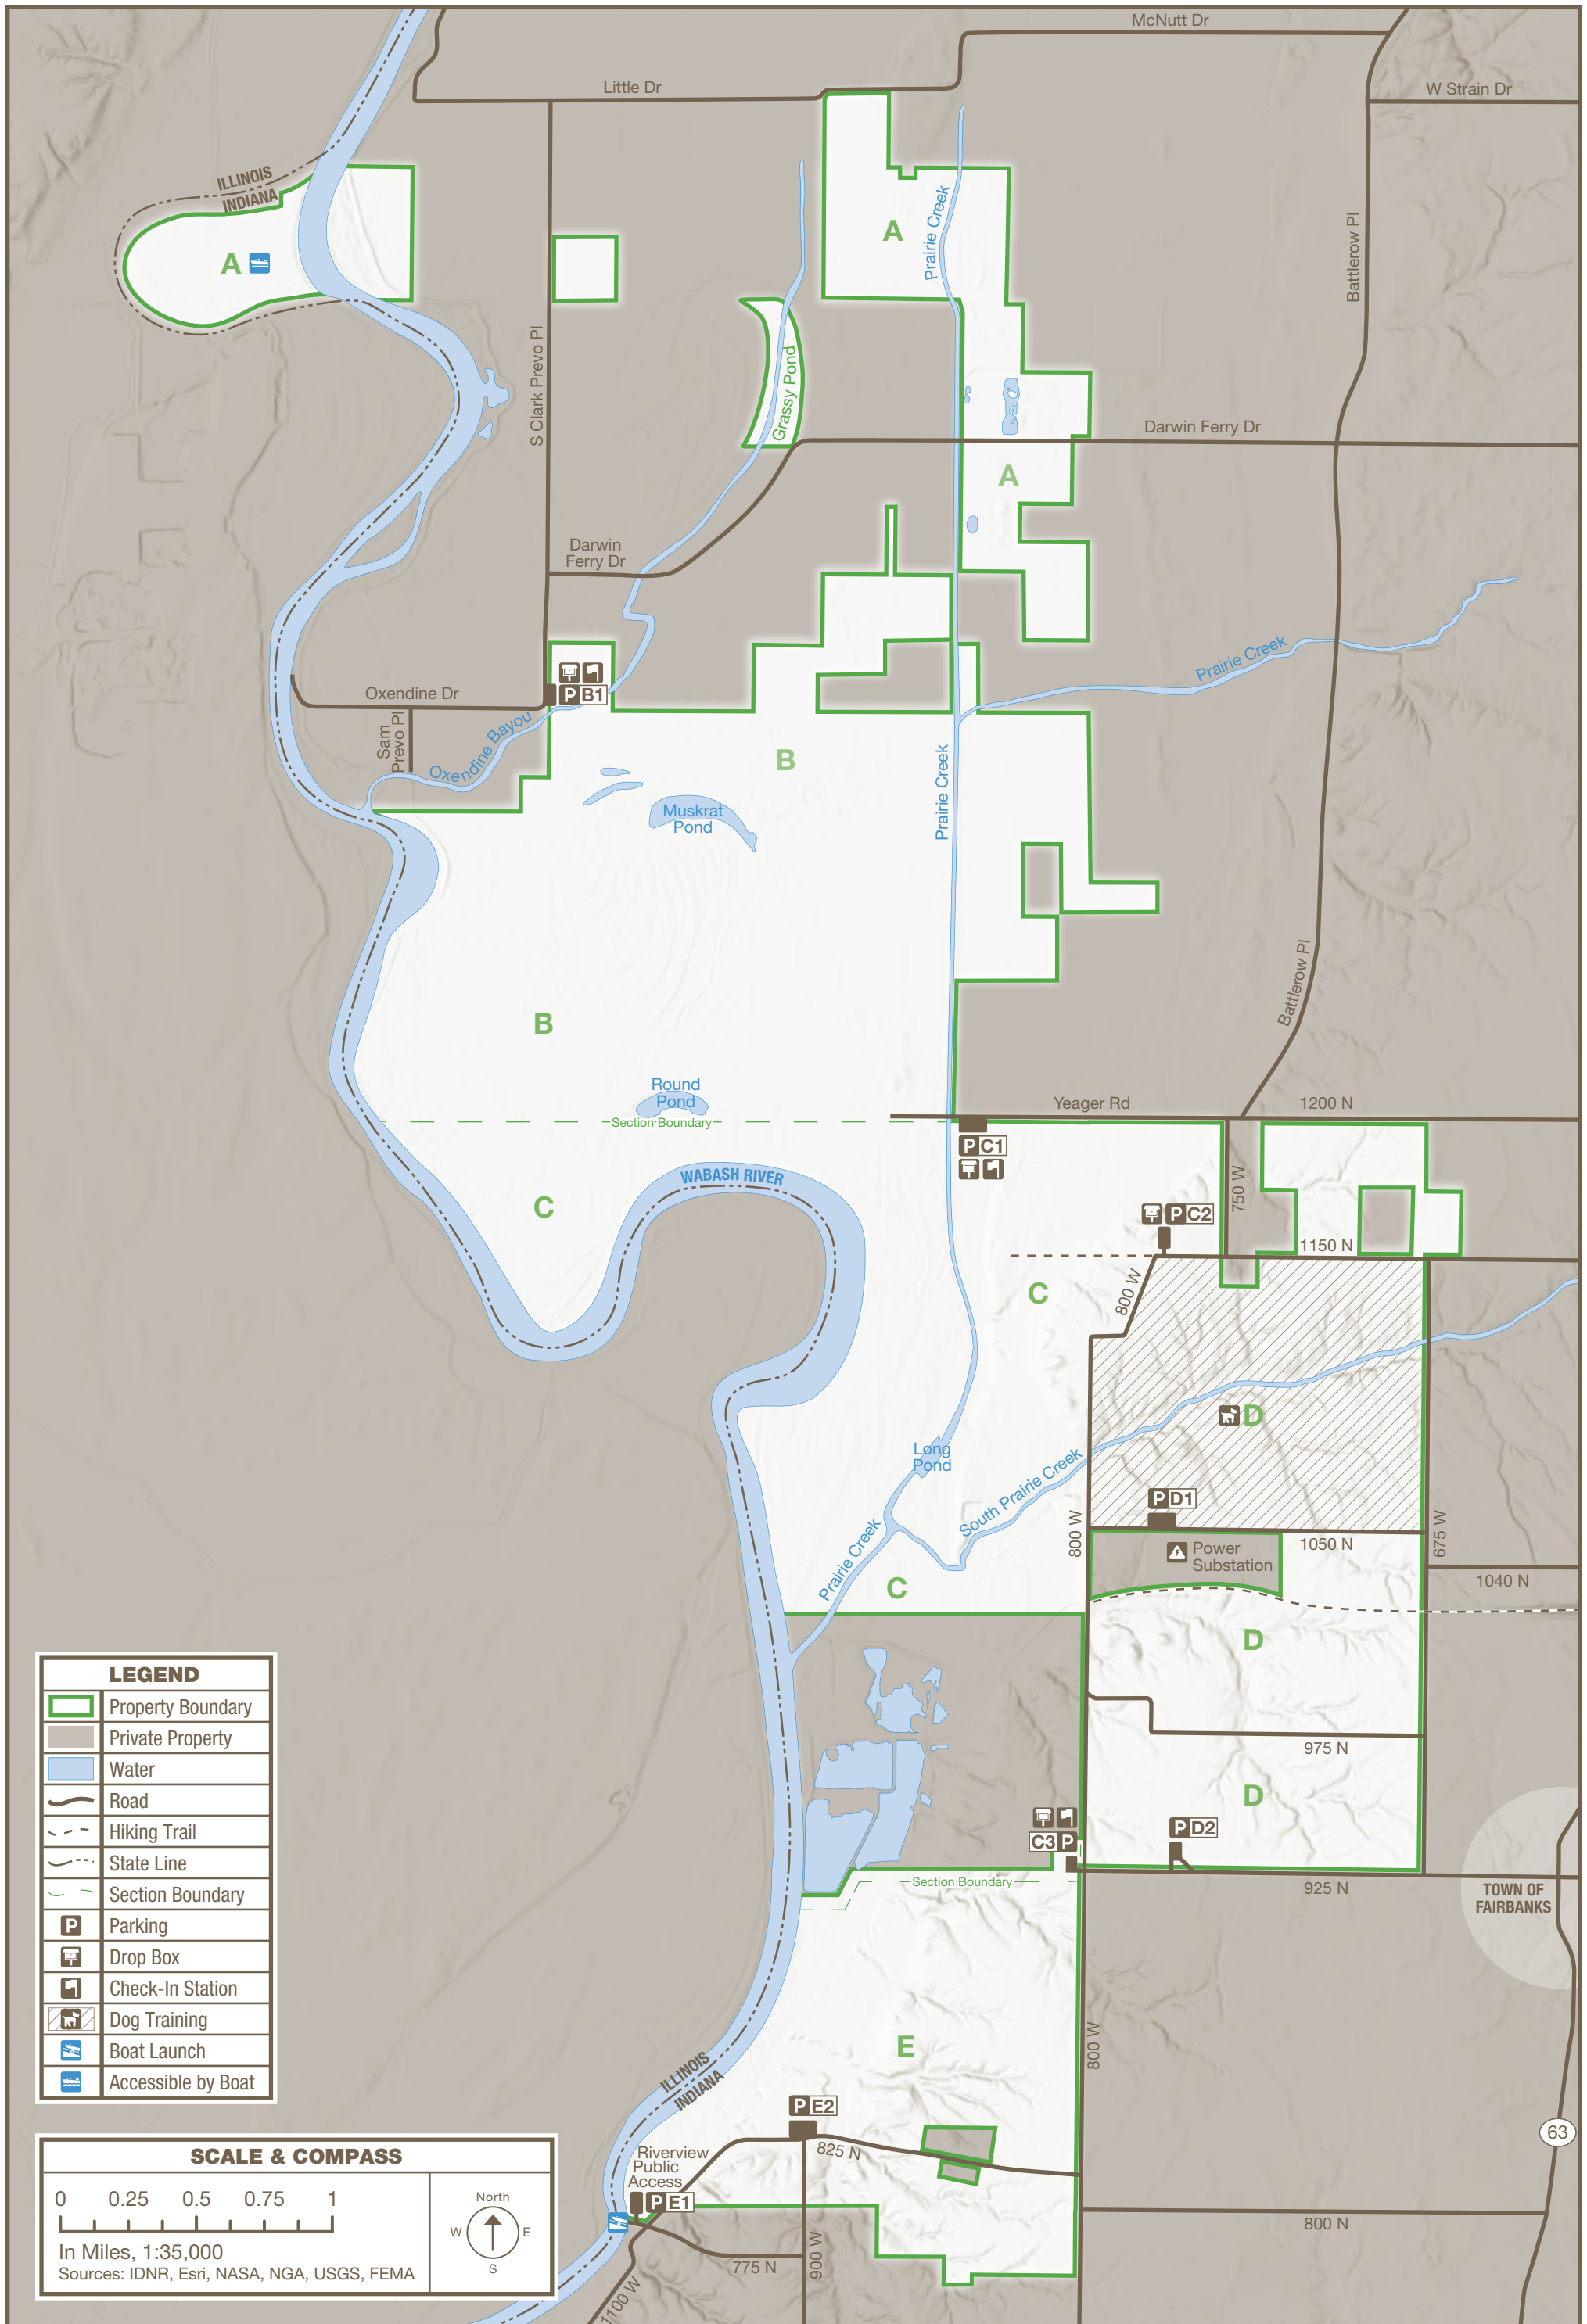 McNutt Dr
Little Dr
W Strain Dr
ILLINOIS
INDIANA
A
A
Prairie Creek
Battlerow Pl
S Clark Prevo Pl
Grassy Pond
Darwin Ferry Dr
A
Darwin
Ferry Dr
Prairie Creek
P B1
Oxendine Dr
Sam
Prevo Pl
Oxendine Bayou
B
Prairie Creek
Muskrat
Pond
Battlerow Pl
B
Round
Pond
Section Boundary
Yeager Rd
1200 N
P C1
WABASH RIVER
C
750 W
P C2
1150 N
C
800 W
D
Long
Pond
South Prairie Creek
P D1
800 W
1050 N
675 W
Power
Substation
Prairie Creek
C
1040 N
D
975 N
D
C3 P
P D2
Section Boundary
925 N
TOWN OF
FAIRBANKS
E
800 W
ILLINOIS
INDIANA
P E2
825 N
63
Riverview
Public
Access
P E1
800 N
775 N
900 W
1100 W
LEGEND
Property Boundary
Private Property
Water
Road
Hiking Trail
State Line
Section Boundary
P Parking
Drop Box
Check-In Station
Dog Training
Boat Launch
Accessible by Boat
SCALE & COMPASS
0 0.25 0.5 0.75 1
In Miles, 1:35,000
Sources: IDNR, Esri, NASA, NGA, USGS, FEMA
North
W E
S